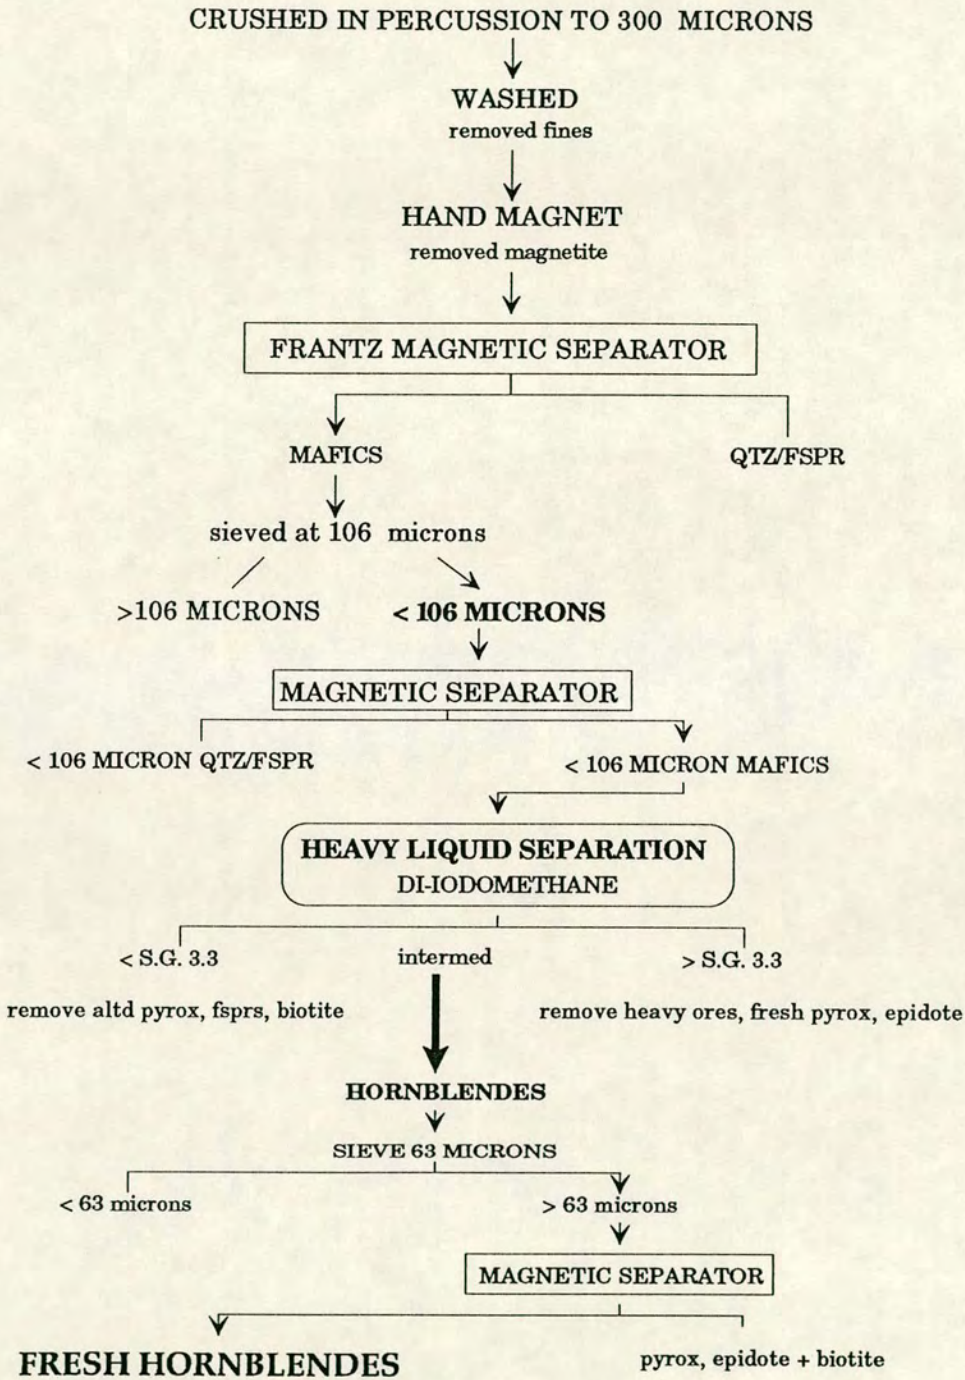 CRUSHED IN PERCUSSION TO 300 MICRONS
WASHED
removed fines
HAND MAGNET
removed magnetite
FRANTZ MAGNETIC SEPARATOR
MAFICS
QTZ/FSPR
sieved at 106 microns
>106 MICRONS
< 106 MICRONS
MAGNETIC SEPARATOR
< 106 MICRON QTZ/FSPR
< 106 MICRON MAFICS
HEAVY LIQUID SEPARATION
DI-IODOMETHANE
< S.G. 3.3
intermed
> S.G. 3.3
remove altd pyrox, fsprs, biotite
remove heavy ores, fresh pyrox, epidote
HORNBLENDES
SIEVE 63 MICRONS
< 63 microns
> 63 microns
MAGNETIC SEPARATOR
FRESH HORNBLENDES
pyrox, epidote + biotite